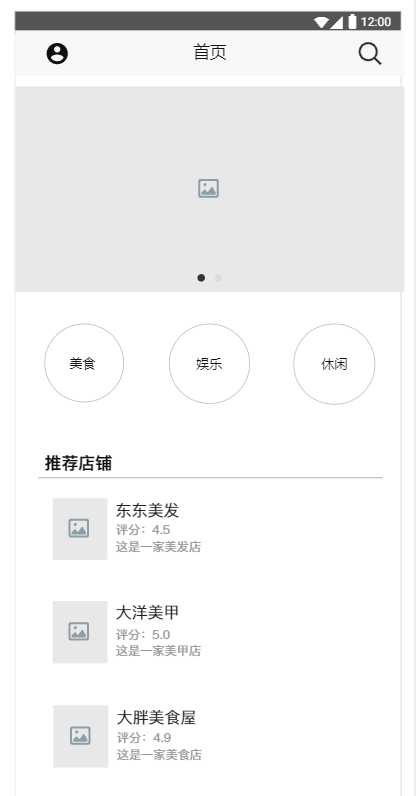 12:00
首页
美食
娱乐
休闲
推荐店铺
东东美发
评分：4.5
这是一家美发店
大洋美甲
评分：5.0
这是一家美甲店
大胖美食屋
评分：4.9
这是一家美食店